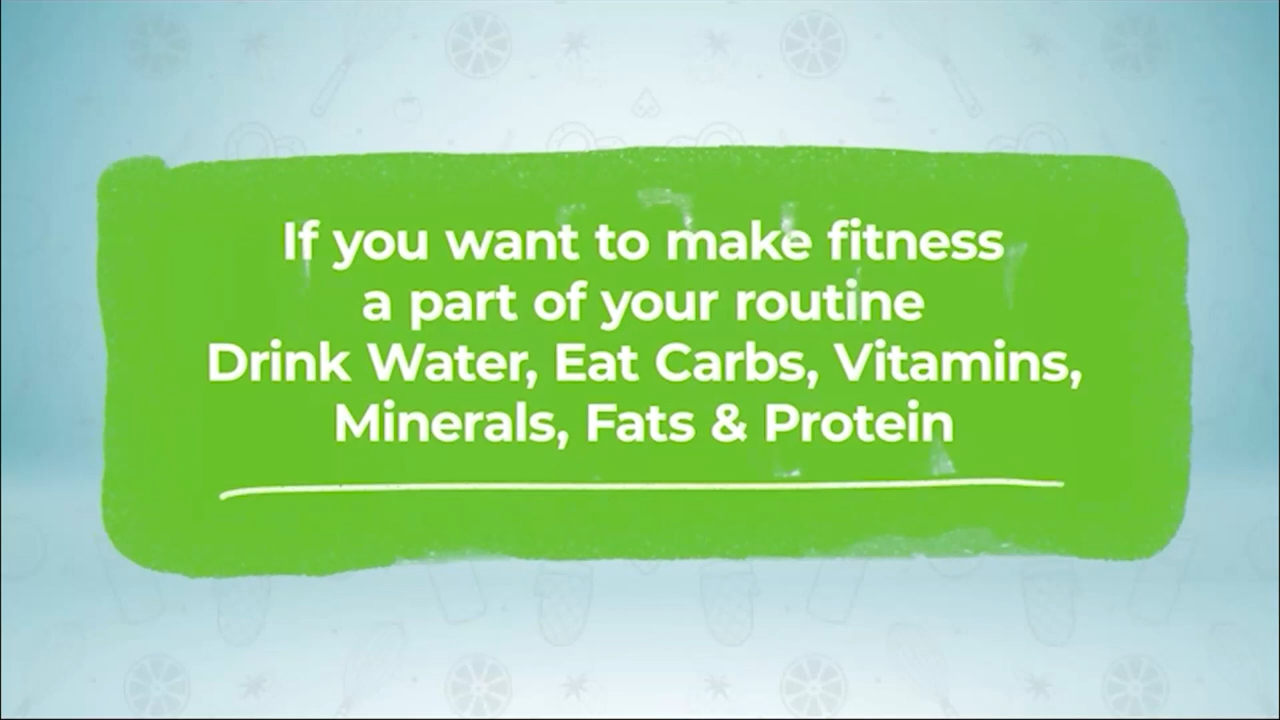 If you want to make fitness
a part of your routine
Drink Water, Eat Carbs, Vitamins,
Minerals, Fats & Protein